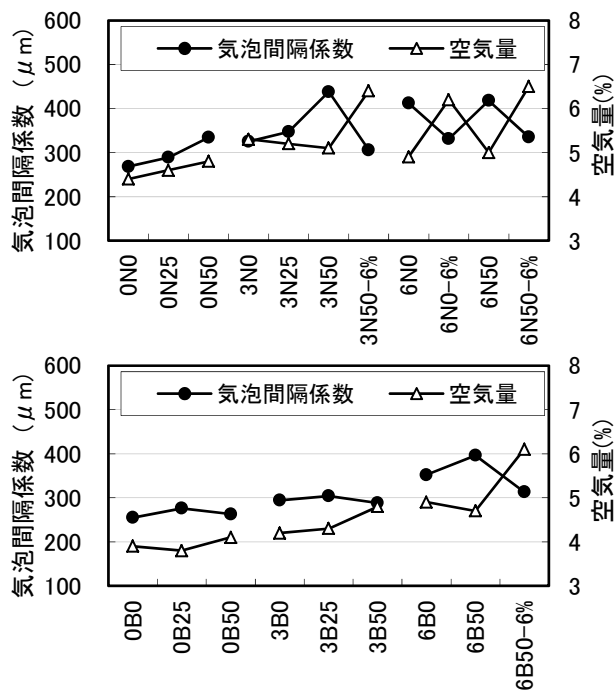 600
500
400
300
200
100
気泡間隔係数（μm）
気泡間隔係数
空気量
8
7
6
5
4
3
空気量(%)
0N0
0N25
0N50
3N0
3N25
3N50
3N50-6%
6N0
6N0-6%
6N50
6N50-6%
600
500
400
300
200
100
気泡間隔係数（μm）
気泡間隔係数
空気量
8
7
6
5
4
3
空気量(%)
0B0
0B25
0B50
3B0
3B25
3B50
6B0
6B50
6B50-6%